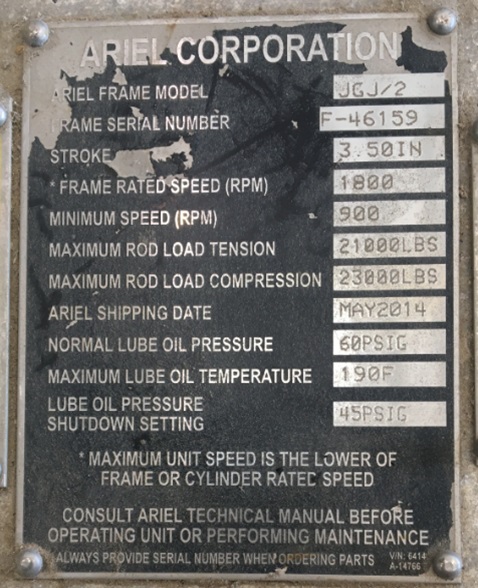 ARIEL CORPORATION
ARIEL FRAME MODEL JGJ/2
FRAME SERIAL NUMBER F-46159
STROKE 3.50IN
* FRAME RATED SPEED (RPM) 1800
MINIMUM SPEED (RPM) 900
MAXIMUM ROD LOAD TENSION 21000LBS
MAXIMUM ROD LOAD COMPRESSION 23000LBS
ARIEL SHIPPING DATE MAY2014
NORMAL LUBE OIL PRESSURE 60PSIG
MAXIMUM LUBE OIL TEMPERATURE 190F
LUBE OIL PRESSURE
SHUTDOWN SETTING 45PSIG
* MAXIMUM UNIT SPEED IS THE LOWER OF
FRAME OR CYLINDER RATED SPEED
CONSULT ARIEL TECHNICAL MANUAL BEFORE
OPERATING UNIT OR PERFORMING MAINTENANCE
ALWAYS PROVIDE SERIAL NUMBER WHEN ORDERING PARTS
V/N: 6414
A-14766